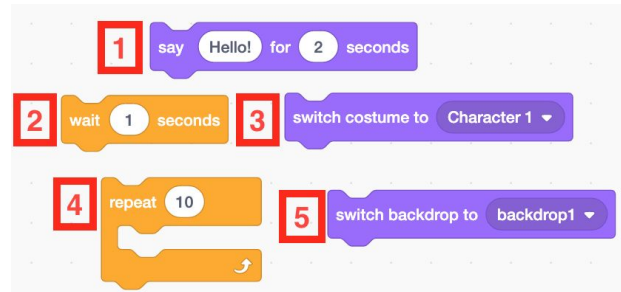 1 say Hello! for 2 seconds
2 wait 1 seconds
3 switch costume to Character 1
4 repeat 10
5 switch backdrop to backdrop1